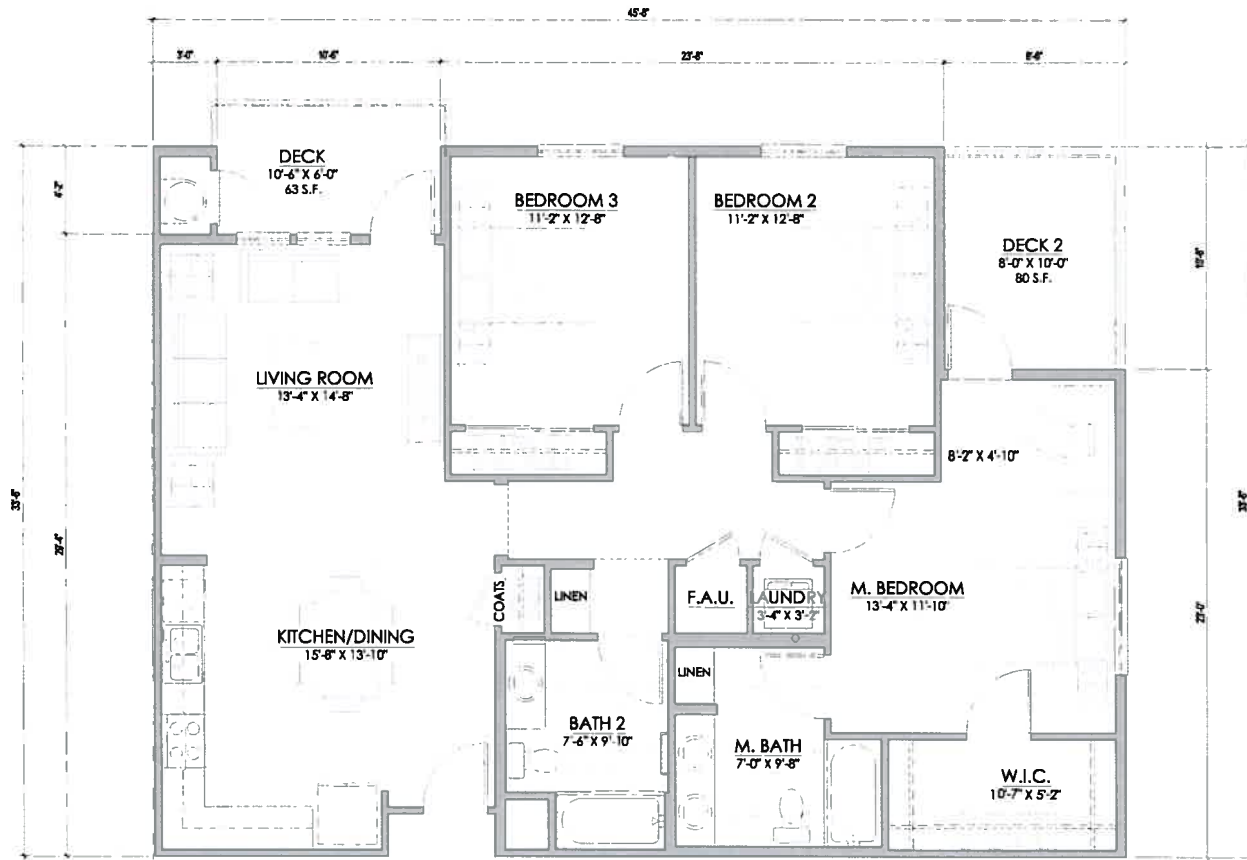 45'-8"
3'-0"
10'-6"
23'-8"
8'-6"
DECK
10'-6" X 6'-0"
63 S.F.
BEDROOM 3
11'-2" X 12'-8"
BEDROOM 2
11'-2" X 12'-8"
DECK 2
8'-0" X 10'-0"
80 S.F.
LIVING ROOM
13'-4" X 14'-8"
8'-2" X 4'-10"
33'-6"
29'-4"
COATS
LINEN
F.A.U.
LAUNDRY
3'-4" X 3'-2"
M. BEDROOM
13'-4" X 11'-10"
KITCHEN/DINING
15'-8" X 13'-10"
LINEN
BATH 2
7'-6" X 9'-10"
M. BATH
7'-0" X 9'-8"
W.I.C.
10'-7" X 5'-2"
23'-0"